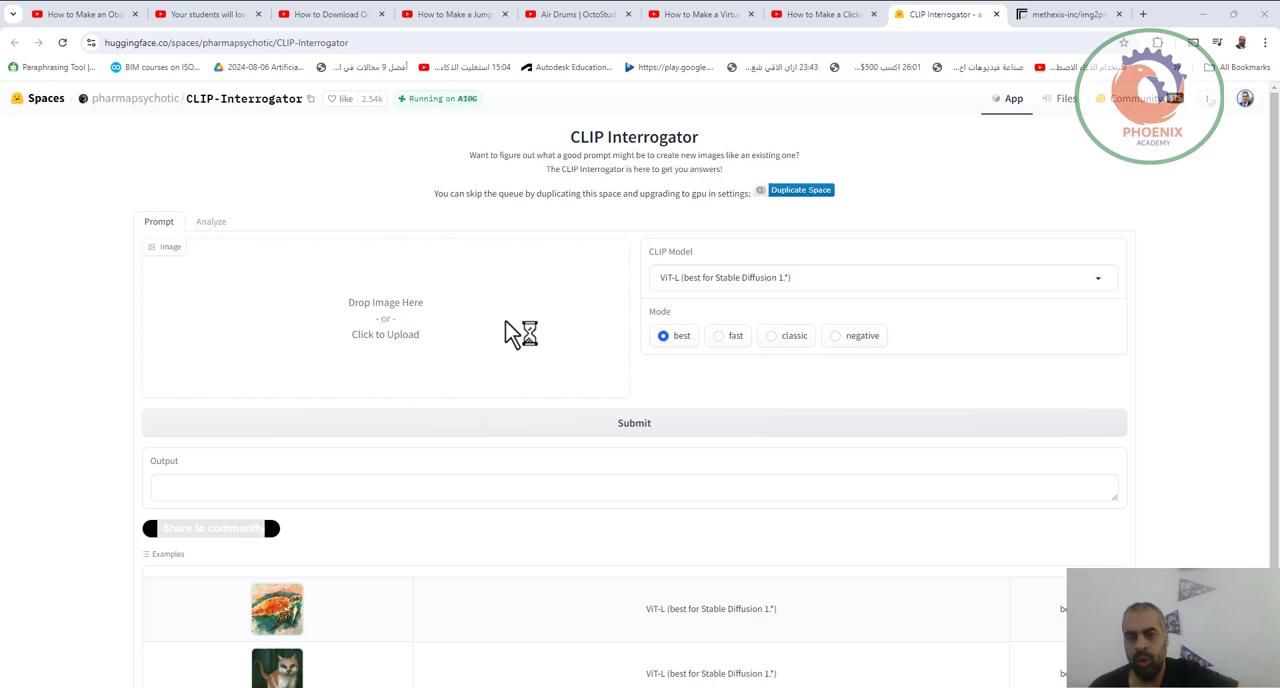 How to Make an Obst
Your students will lov
How to Download Oc
How to Make a Jump
Air Drums | OctoStud
How to Make a Virtu
How to Make a Click
CLIP Interrogator - a
methexis-inc/img2pr
huggingface.co/spaces/pharmapsychotic/CLIP-Interrogator
Paraphrasing Tool |...
BIM courses on ISO...
2024-08-06 Artificia...
أفضل 9 مجالات في ا...
15:04 استغليت
Autodesk Education...
https://play.google....
23:43 ازاي الاقي شغ...
26:01 اكسب 500$...
صناعة فيديوهات اح...
All Bookmarks
Spaces
pharmapsychotic/CLIP-Interrogator
like 2.54k
Running on A10G
App
Files
Community
PHOENIX
ACADEMY
CLIP Interrogator
Want to figure out what a good prompt might be to create new images like an existing one?
The CLIP Interrogator is here to get you answers!
You can skip the queue by duplicating this space and upgrading to gpu in settings: Duplicate Space
Prompt Analyze
Image
Drop Image Here
- or -
Click to Upload
CLIP Model
ViT-L (best for Stable Diffusion 1.*)
Mode
best fast classic negative
Submit
Output
Share to community
Examples
ViT-L (best for Stable Diffusion 1.*)
ViT-L (best for Stable Diffusion 1.*)